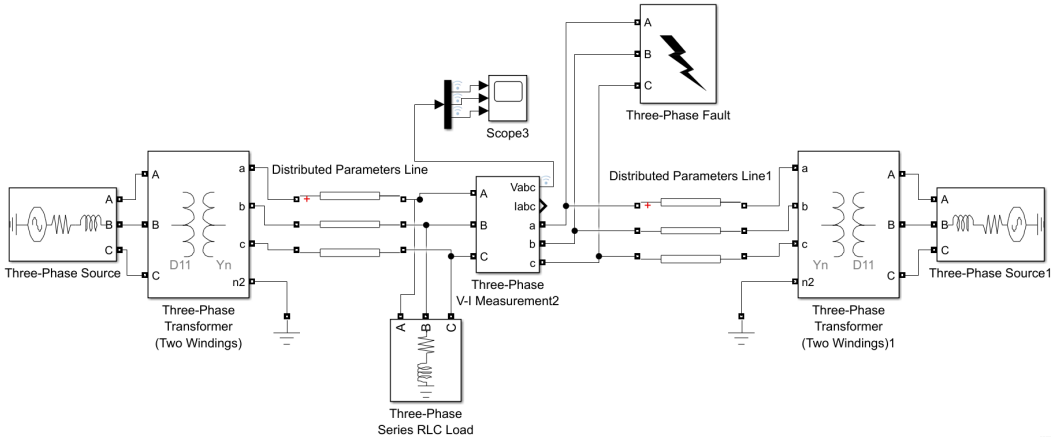 A
B
C
Three-Phase Fault
Scope3
A
B
C
Three-Phase Source
A
B
C
D11
Yn
a
b
c
n2
Three-Phase
Transformer
(Two Windings)
Distributed Parameters Line
+
A
B
C
Vabc
Iabc
a
b
c
Three-Phase
V-I Measurement2
A
B
C
Three-Phase
Series RLC Load
Distributed Parameters Line1
+
a
b
c
n2
Yn
D11
A
B
C
Three-Phase
Transformer
(Two Windings)1
A
B
C
Three-Phase Source1